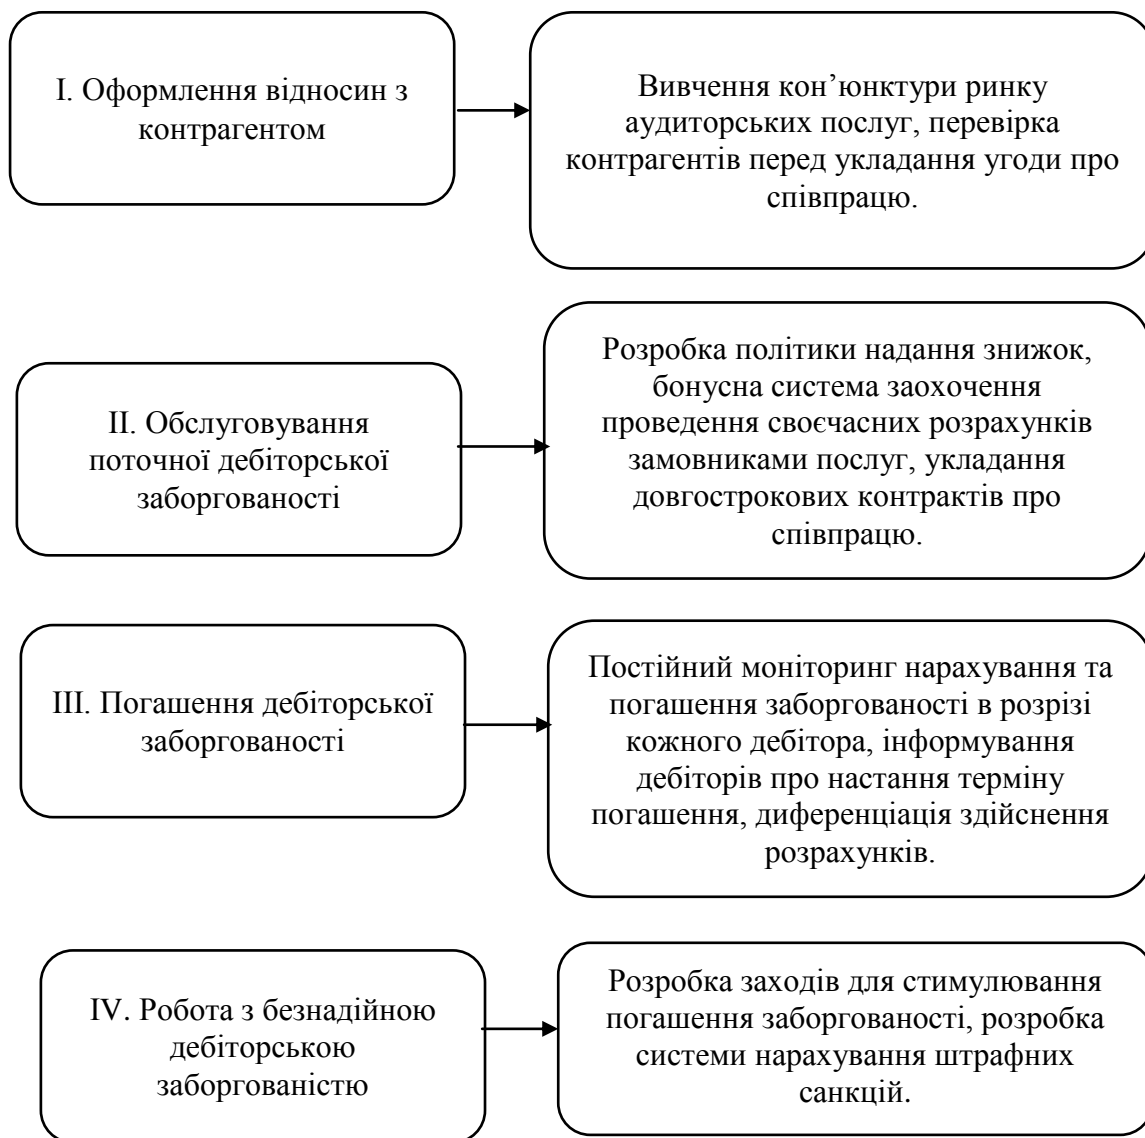 І. Оформлення відносин з
контрагентом
Вивчення кон’юнктури ринку
аудиторських послуг, перевірка
контрагентів перед укладання угоди про
співпрацю.
ІІ. Обслуговування
поточної дебіторської
заборгованості
Розробка політики надання знижок,
бонусна система заохочення
проведення своєчасних розрахунків
замовниками послуг, укладання
довгострокових контрактів про
співпрацю.
ІІІ. Погашення дебіторської
заборгованості
Постійний моніторинг нарахування та
погашення заборгованості в розрізі
кожного дебітора, інформування
дебіторів про настання терміну
погашення, диференціація здійснення
розрахунків.
IV. Робота з безнадійною
дебіторською
заборгованістю
Розробка заходів для стимулювання
погашення заборгованості, розробка
системи нарахування штрафних
санкцій.